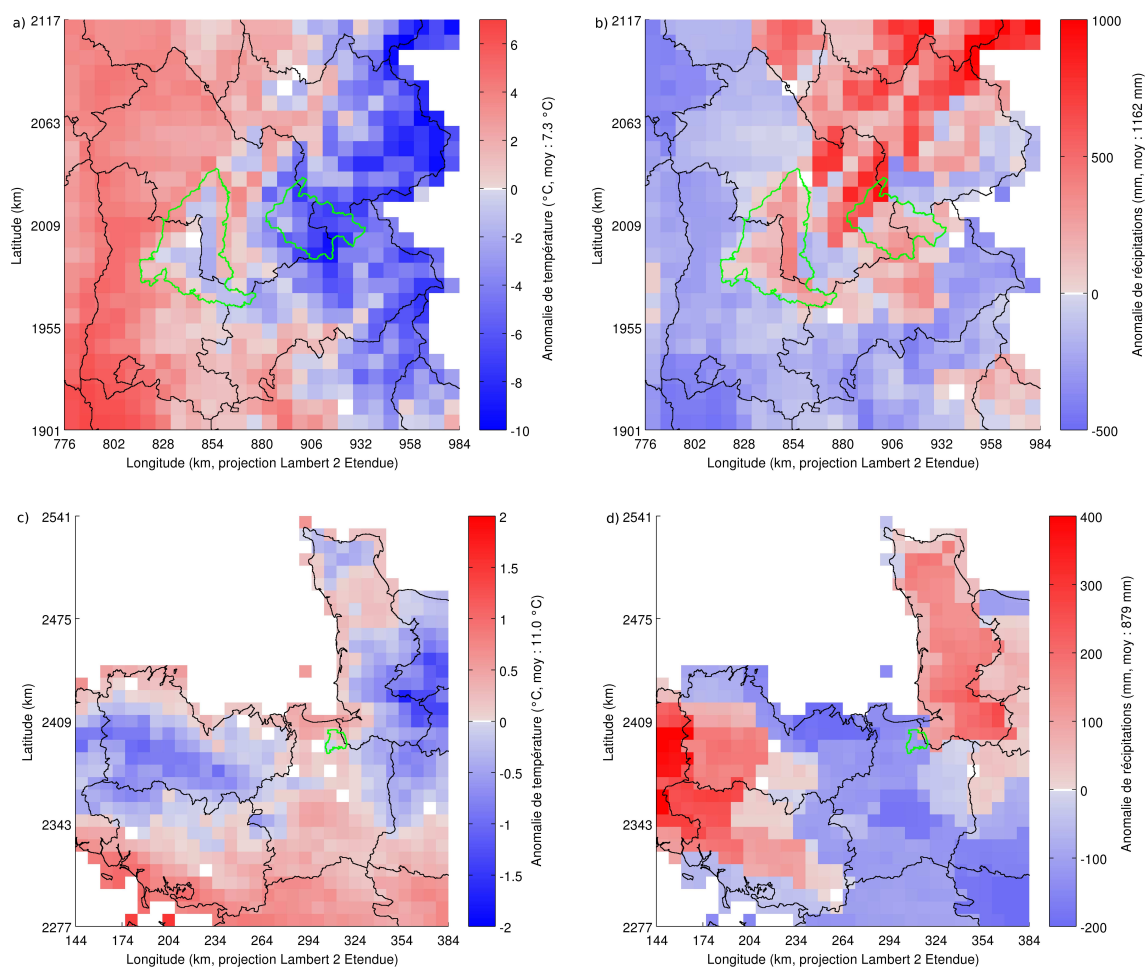 a)
2117
2063
2009
1955
1901
Latitude (km)
776 802 828 854 880 906 932 958 984
Longitude (km, projection Lambert 2 Etendue)
6
4
2
0
-2
-4
-6
-8
-10
Anomalie de température (°C, moy : 7.3 °C)
b)
2117
2063
2009
1955
1901
Latitude (km)
776 802 828 854 880 906 932 958 984
Longitude (km, projection Lambert 2 Etendue)
1000
500
0
-500
Anomalie de récipitations (mm, moy : 1162 mm)
c)
2541
2475
2409
2343
2277
Latitude (km)
144 174 204 234 264 294 324 354 384
Longitude (km, projection Lambert 2 Etendue)
2
1.5
1
0.5
0
-0.5
-1
-1.5
-2
Anomalie de température (°C, moy : 11.0 °C)
d)
2541
2475
2409
2343
2277
Latitude (km)
144 174 204 234 264 294 324 354 384
Longitude (km, projection Lambert 2 Etendue)
400
300
200
100
0
-100
-200
Anomalie de récipitations (mm, moy : 879 mm)